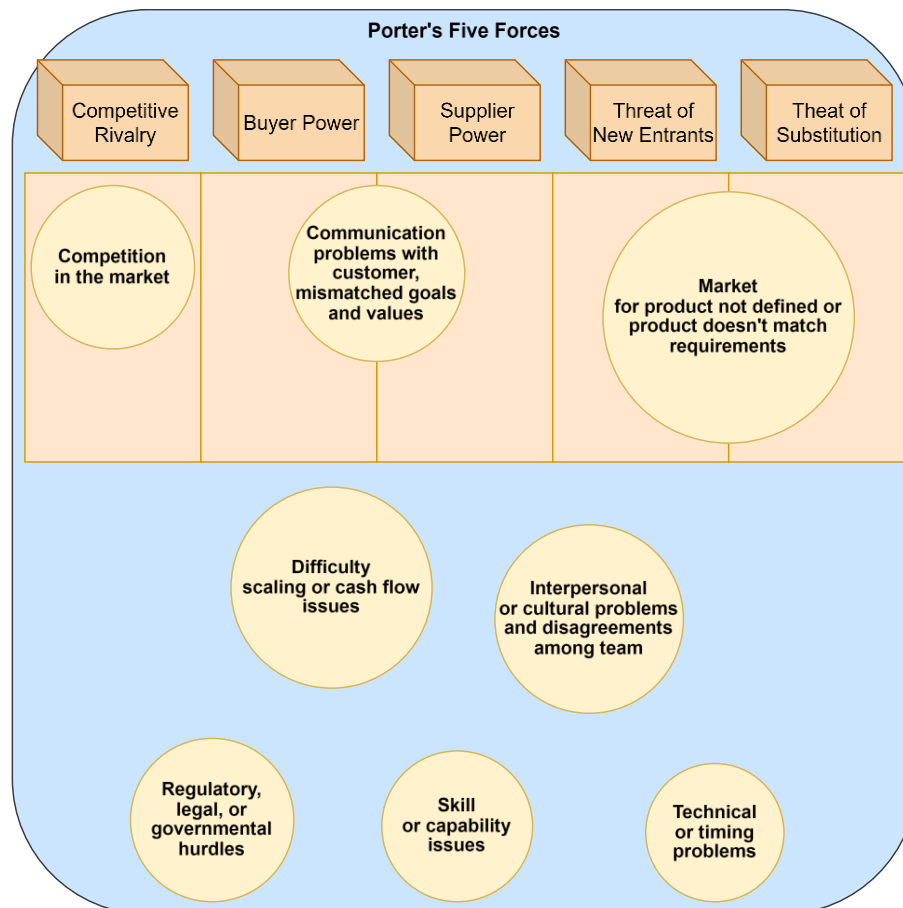 Porter's Five Forces
Competitive
Rivalry
Buyer Power
Supplier
Power
Threat of
New Entrants
Theat of
Substitution
Competition
in the market
Communication
problems with
customer,
mismatched goals
and values
Market
for product not defined or
product doesn't match
requirements
Difficulty
scaling or cash flow
issues
Interpersonal
or cultural problems
and disagreements
among team
Regulatory,
legal, or
governmental
hurdles
Skill
or capability
issues
Technical
or timing
problems